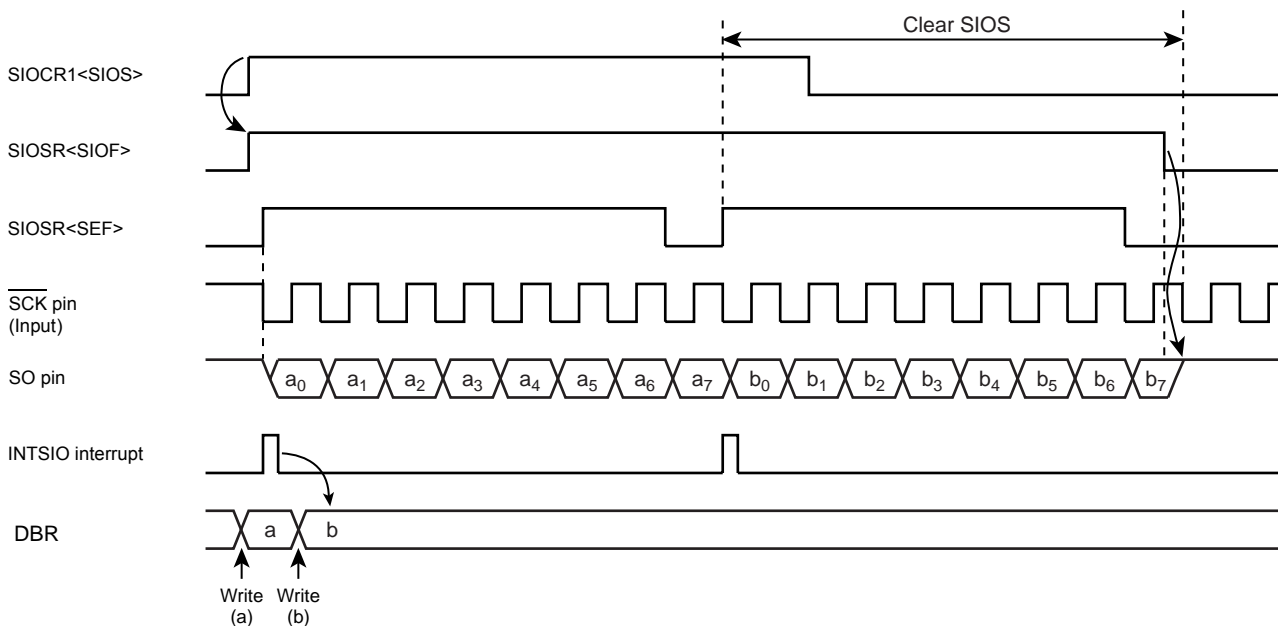 Clear SIOS
SIOCR1<SIOS>
SIOSR<SIOF>
SIOSR<SEF>
SCK pin
(Input)
SO pin
a0 a1 a2 a3 a4 a5 a6 a7 b0 b1 b2 b3 b4 b5 b6 b7
INTSIO interrupt
DBR
a b
Write
(a)
Write
(b)